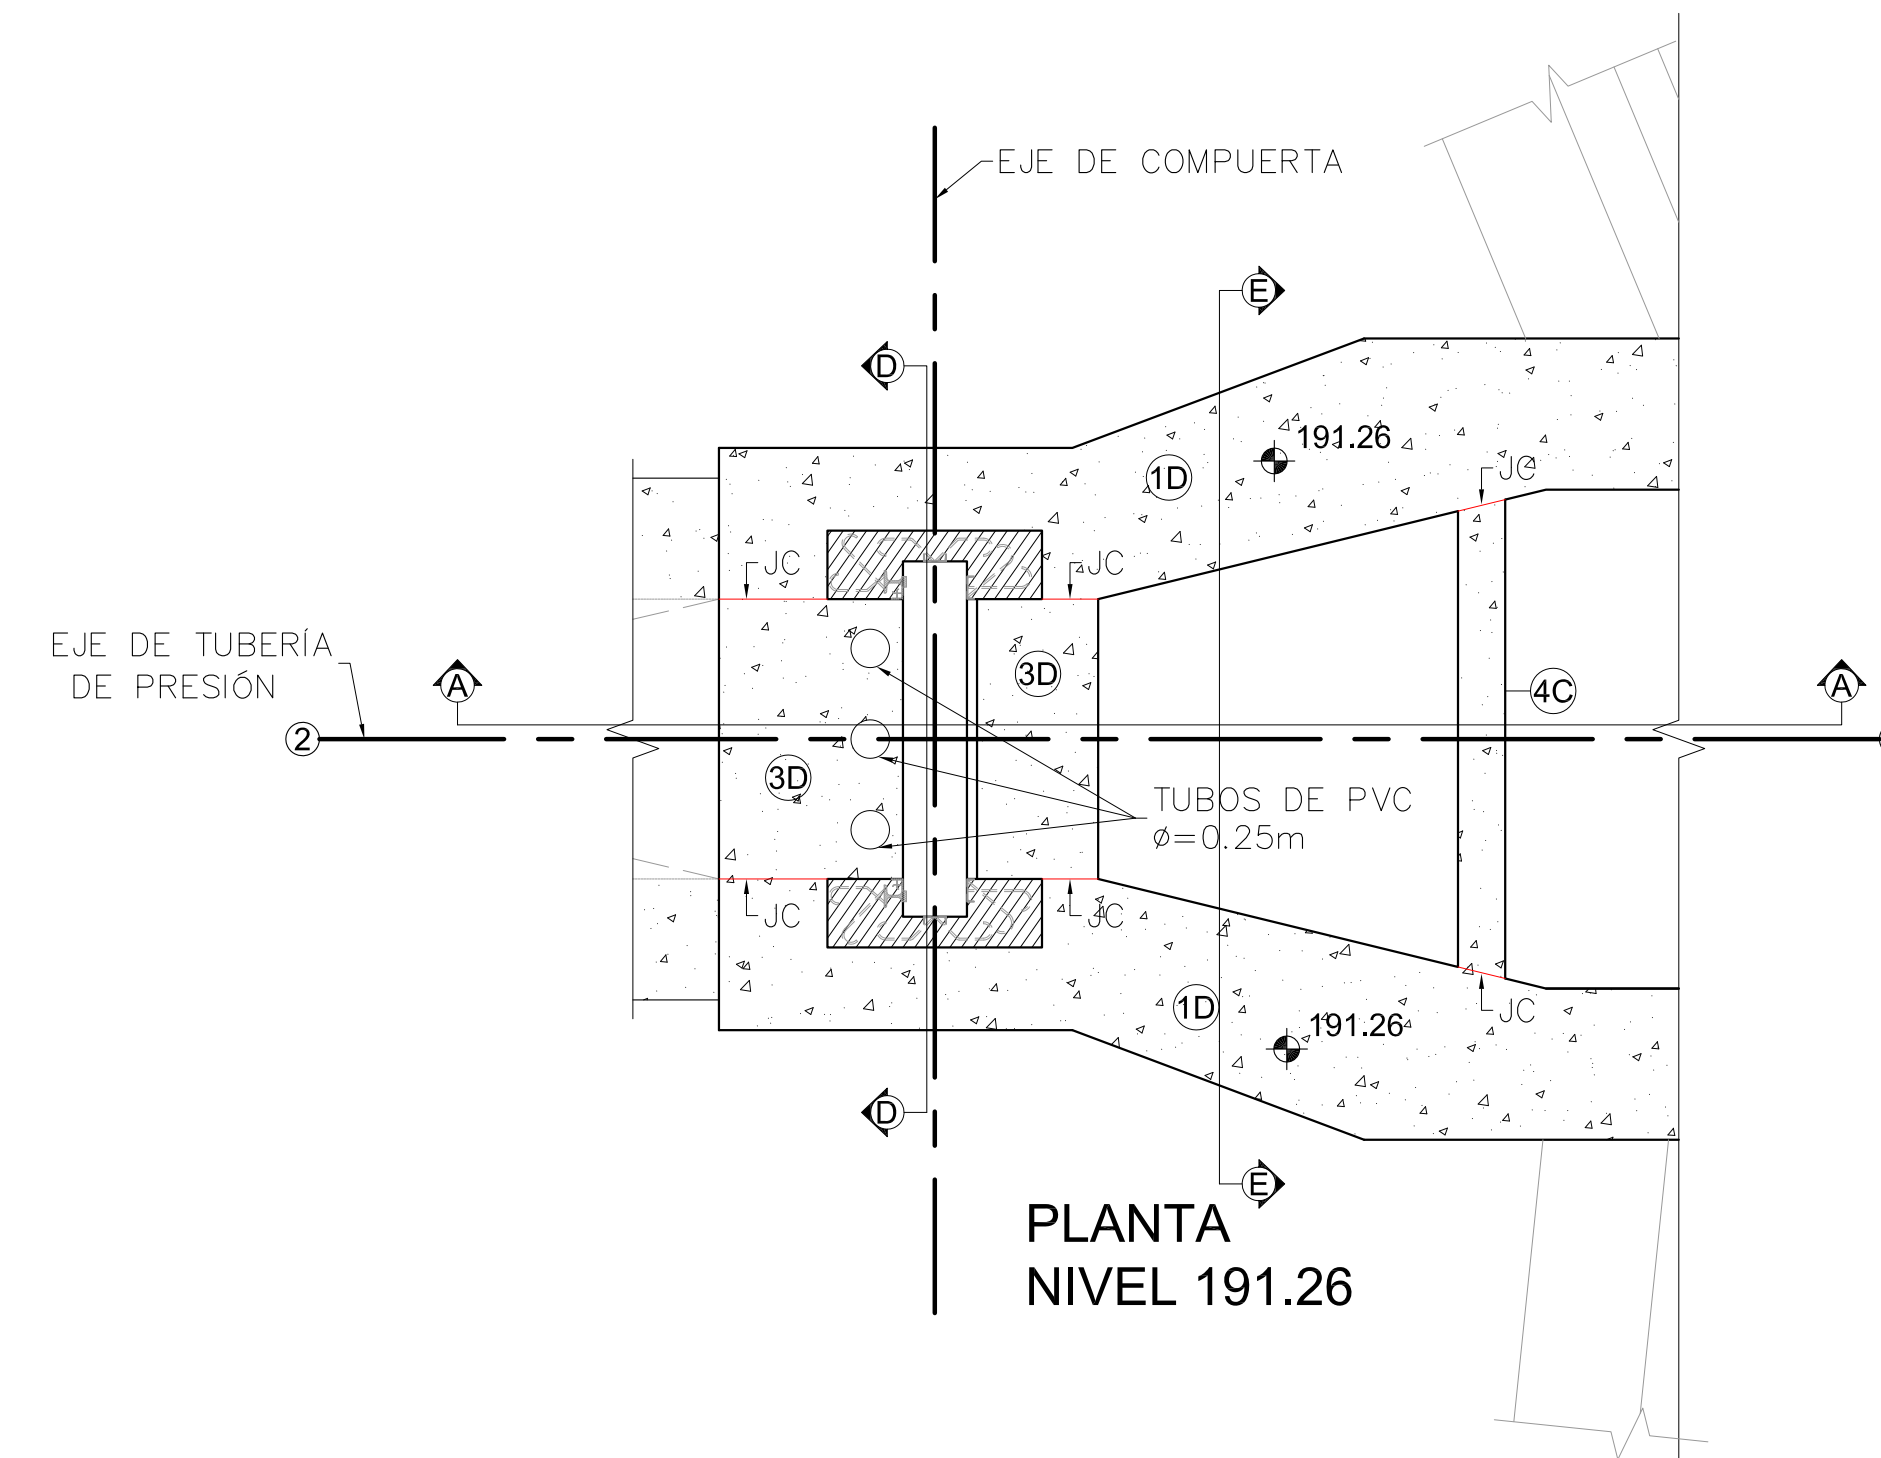 EJE DE COMPUERTA
E
D
191.26
1D
JC
JC
JC
EJE DE TUBERÍA
DE PRESIÓN
A
3D
4C
A
2
3D
TUBOS DE PVC
ø=0.25m
JC
JC
1D
191.26
JC
D
E
PLANTA
NIVEL 191.26